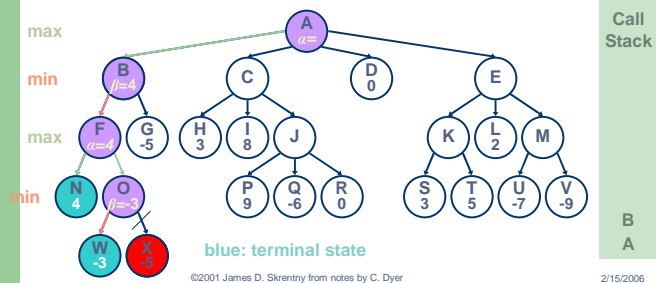 max
A
α=
Call
Stack
min
B
β=4
C
D
0
E
max
F
α=4
G
-5
H
3
I
8
J
K
L
2
M
min
N
4
O
β=-3
P
9
Q
-6
R
0
S
3
T
5
U
-7
V
-9
B
A
W
-3
X
-5
blue: terminal state
©2001 James D. Skrentny from notes by C. Dyer
2/15/2006